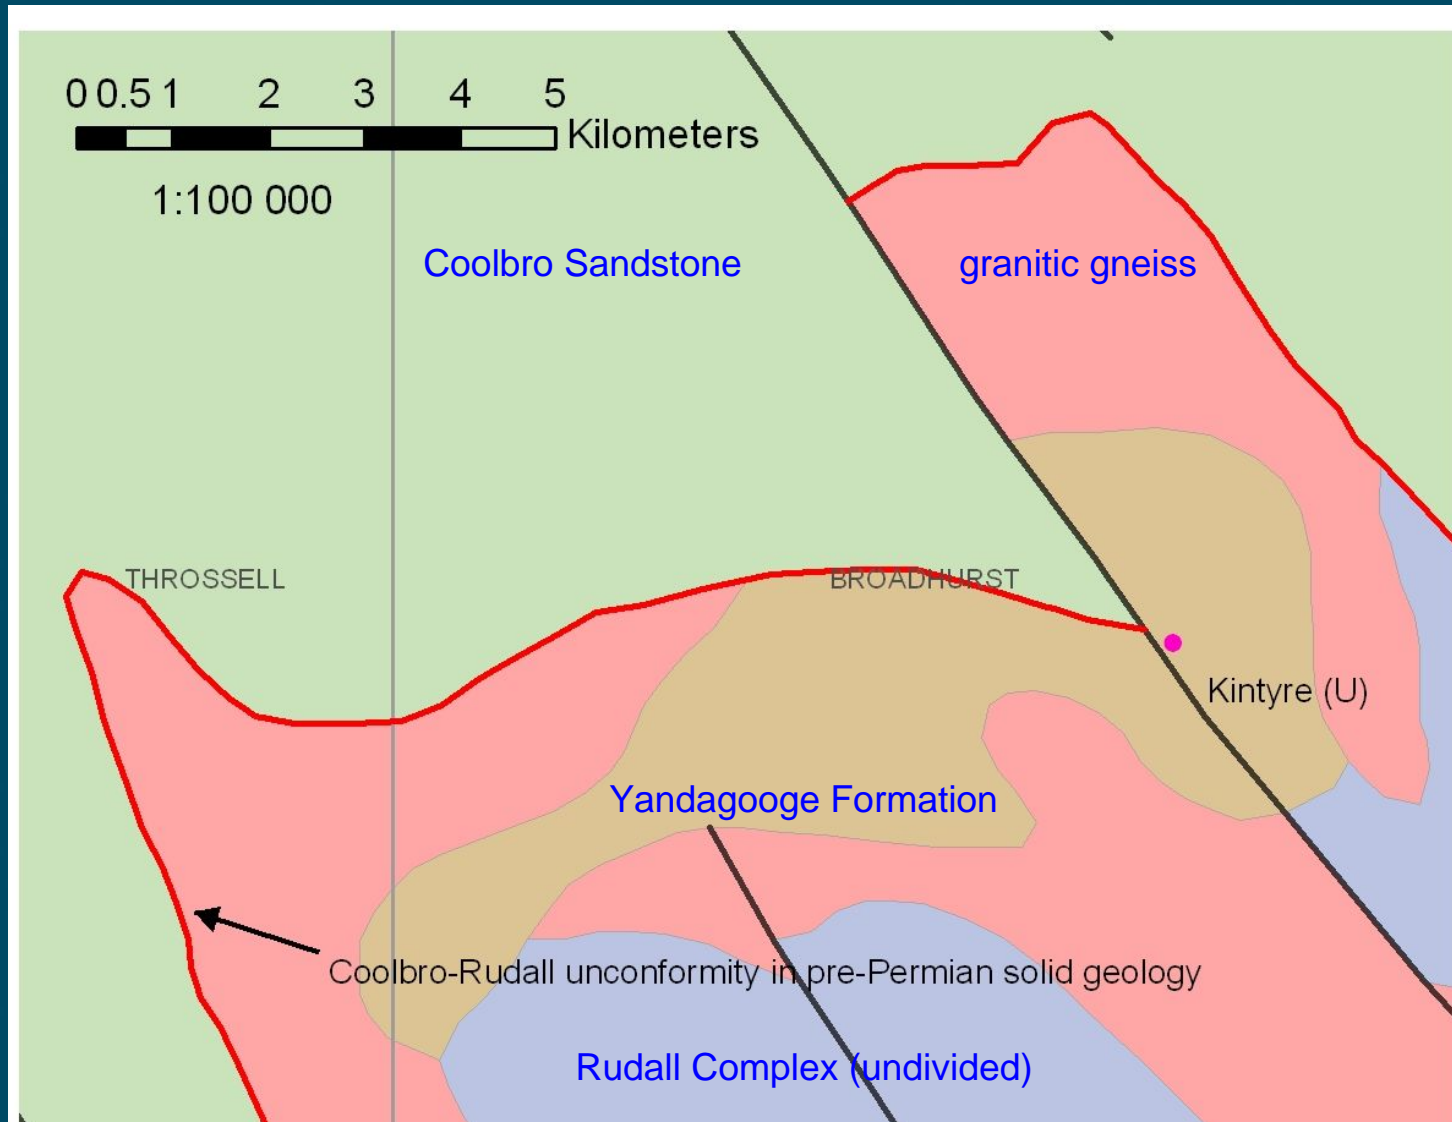 0 0.5 1 2 3 4 5
Kilometers
1:100 000
Coolbro Sandstone
granitic gneiss
THROSSELL
BROADHURST
Kintyre (U)
Yandagooge Formation
Coolbro-Rudall unconformity in pre-Permian solid geology
Rudall Complex (undivided)